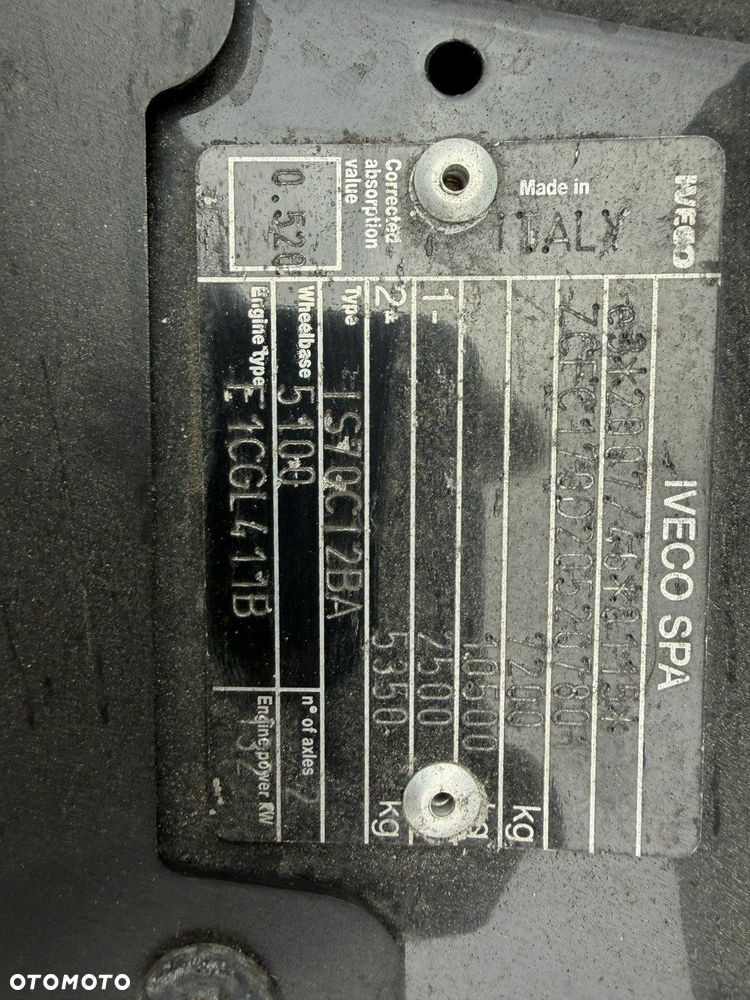 IVECO SPA
kg
7200
10500
1- 2500
2- 5350 kg
Type IS70CI2BA
Wheelbase 5100 n° of axles 2
Engine type F1CGL411B Engine power KW 132
IVECO
Made in ITALY
Corrected absorption value
0.520
OTOMOTO